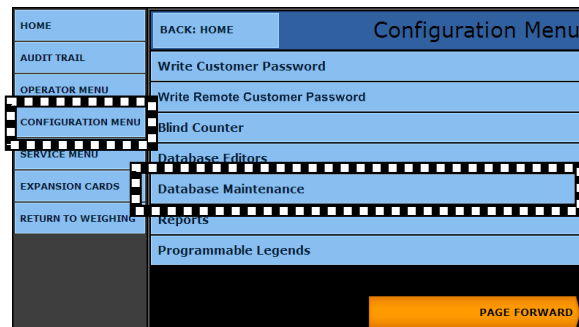 HOME
AUDIT TRAIL
OPERATOR MENU
CONFIGURATION MENU
SERVICE MENU
EXPANSION CARDS
RETURN TO WEIGHING
BACK: HOME
Configuration Menu
Write Customer Password
Write Remote Customer Password
Blind Counter
Database Editors
Database Maintenance
Reports
Programmable Legends
PAGE FORWARD